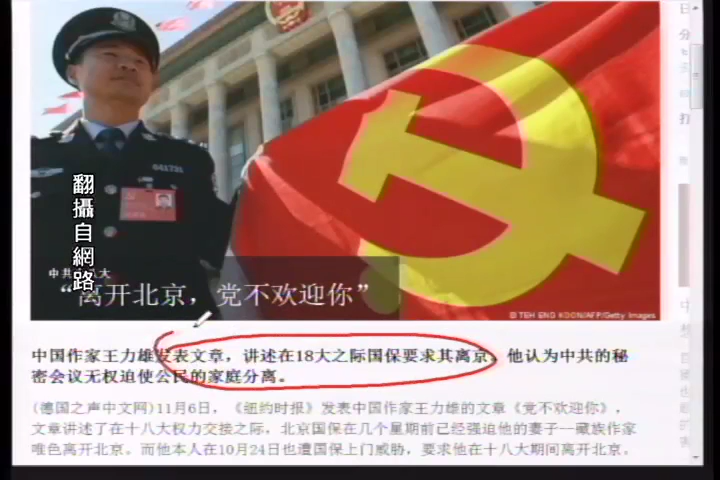 翻攝自網路
中共十八大
“离开北京，党不欢迎你”
© TEH ENG KOON/AFP/Getty Images
中国作家王力雄发表文章，讲述在18大之际国保要求其离京，他认为中共的秘
密会议无权迫使公民的家庭分离。
(德国之声中文网)11月6日，《纽约时报》发表中国作家王力雄的文章《党不欢迎你》，
文章讲述了在十八大权力交接之际，北京国保在几个星期前已经强迫他的妻子--藏族作家
唯色离开北京。而他本人在10月24日也遭国保上门威胁，要求他在十八大期间离开北京。